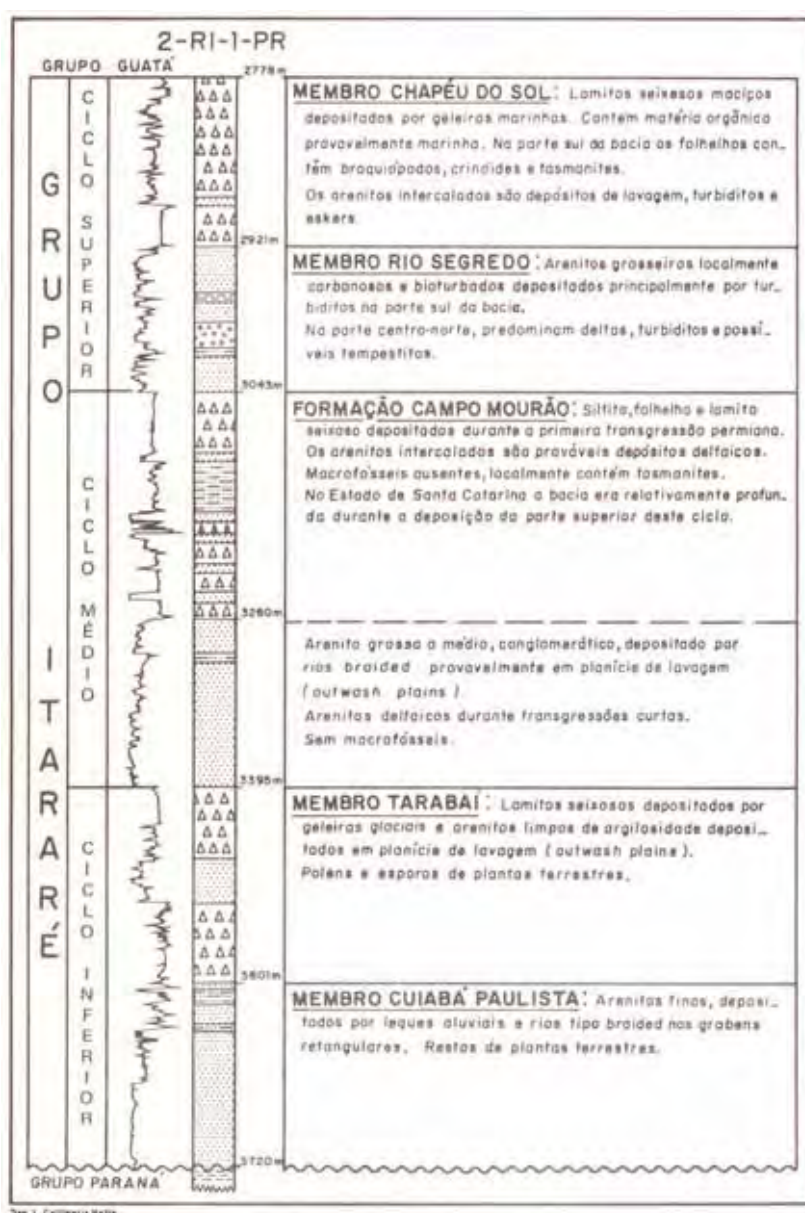 2-RI-1-PR
GRUPO GUATÁ
2778m
GRUPO ITARARÉ
CICLO SUPERIOR
MEMBRO CHAPÉU DO SOL: Lamitos seixosos maciços
depositados por geleiras marinhas. Contém matéria orgânica
provavelmente marinha. Na parte sul da bacia os folhelhos con_
têm braquiópodos, crinóides e tasmanites.
Os arenitos intercalados são depósitos de lavagem, turbiditos e
eskers.
2921m
MEMBRO RIO SEGREDO: Arenitos grosseiros localmente
carbonosos e bioturbados depositados principalmente por tur_
biditos na parte sul da bacia.
Na parte centro-norte, predominam deltas, turbiditos e possí_
veis tempestitos.
3043m
CICLO MÉDIO
FORMAÇÃO CAMPO MOURÃO: Siltito, folhelho e lamito
seixoso depositados durante a primeira transgressão permiana.
Os arenitos intercalados são prováveis depósitos deltaicos.
Macrofósseis ausentes, localmente contém tasmanites.
No Estado de Santa Catarina a bacia era relativamente profun_
da durante a deposição da parte superior deste ciclo.
3260m
Arenito grosso a médio, conglomerático, depositado por
rios braided provavelmente em planície de lavagem
(outwash plains)
Arenitos deltaicos durante transgressões curtas.
Sem macrofósseis.
3395m
CICLO INFERIOR
MEMBRO TARABAÍ: Lamitos seixosos depositados por
geleiras glaciais e arenitos limpos de argilosidade deposi_
tados em planície de lavagem (outwash plains).
Polens e esporos de plantas terrestres.
3601m
MEMBRO CUIABÁ PAULISTA: Arenitos finos, deposi_
tados por leques aluviais e rios tipo braided nos grabens
retangulares. Restos de plantas terrestres.
3720m
GRUPO PARANÁ